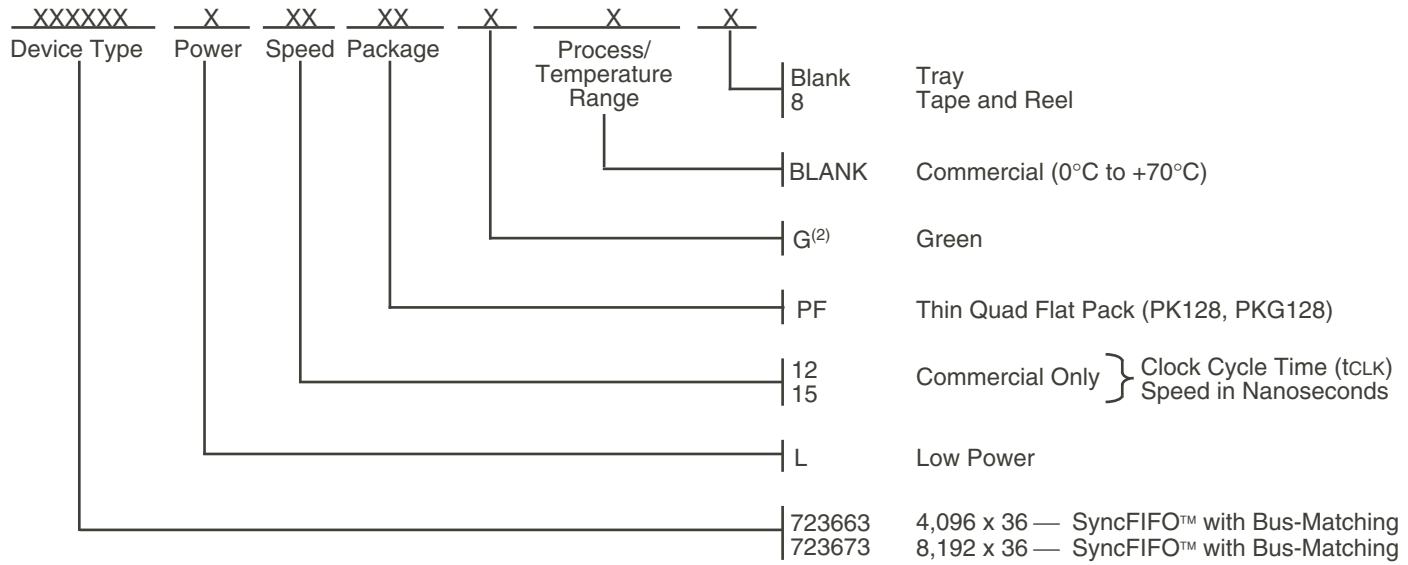 XXXXXX X XX XX X X X
Device Type Power Speed Package Process/
Temperature
Range
Blank Tray
8 Tape and Reel
BLANK Commercial (0°C to +70°C)
G(2) Green
PF Thin Quad Flat Pack (PK128, PKG128)
12
15
Commercial Only } Clock Cycle Time (tCLK)
Speed in Nanoseconds
L Low Power
723663 4,096 x 36 — SyncFIFO™ with Bus-Matching
723673 8,192 x 36 — SyncFIFO™ with Bus-Matching